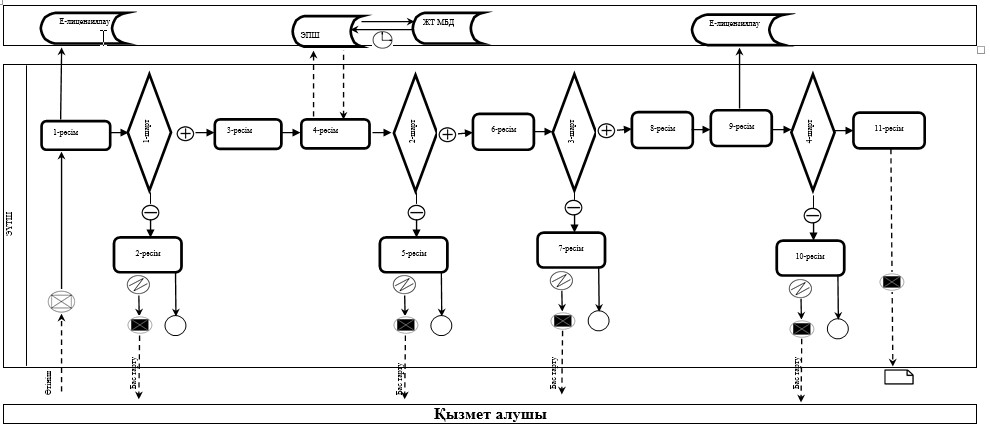 Е-лицензиялау
ЭПШ
ЖТ МБД
Е-лицензиялау
1-рәсім
1-шарт
3-рәсім
4-рәсім
2-шарт
6-рәсім
3-шарт
8-рәсім
9-рәсім
4-шарт
11-рәсім
2-рәсім
5-рәсім
7-рәсім
10-рәсім
ЭҮТШ
Өтініш
Бас тарту
Бас тарту
Бас тарту
Бас тарту
Қызмет алушы